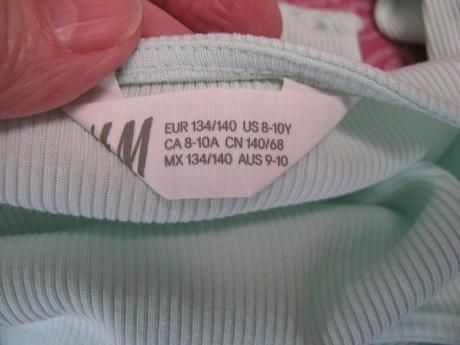 H&M
EUR 134/140 US 8-10Y
CA 8-10A CN 140/68
MX 134/140 AUS 9-10